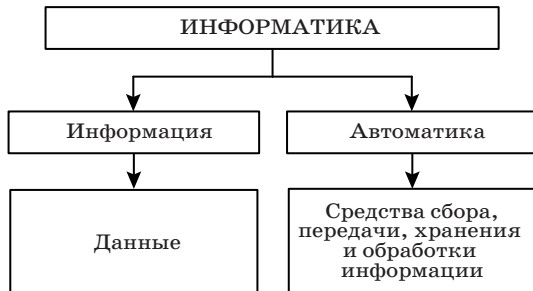 ИНФОРМАТИКА
Информация
Автоматика
Данные
Средства сбора,
передачи, хранения
и обработки
информации